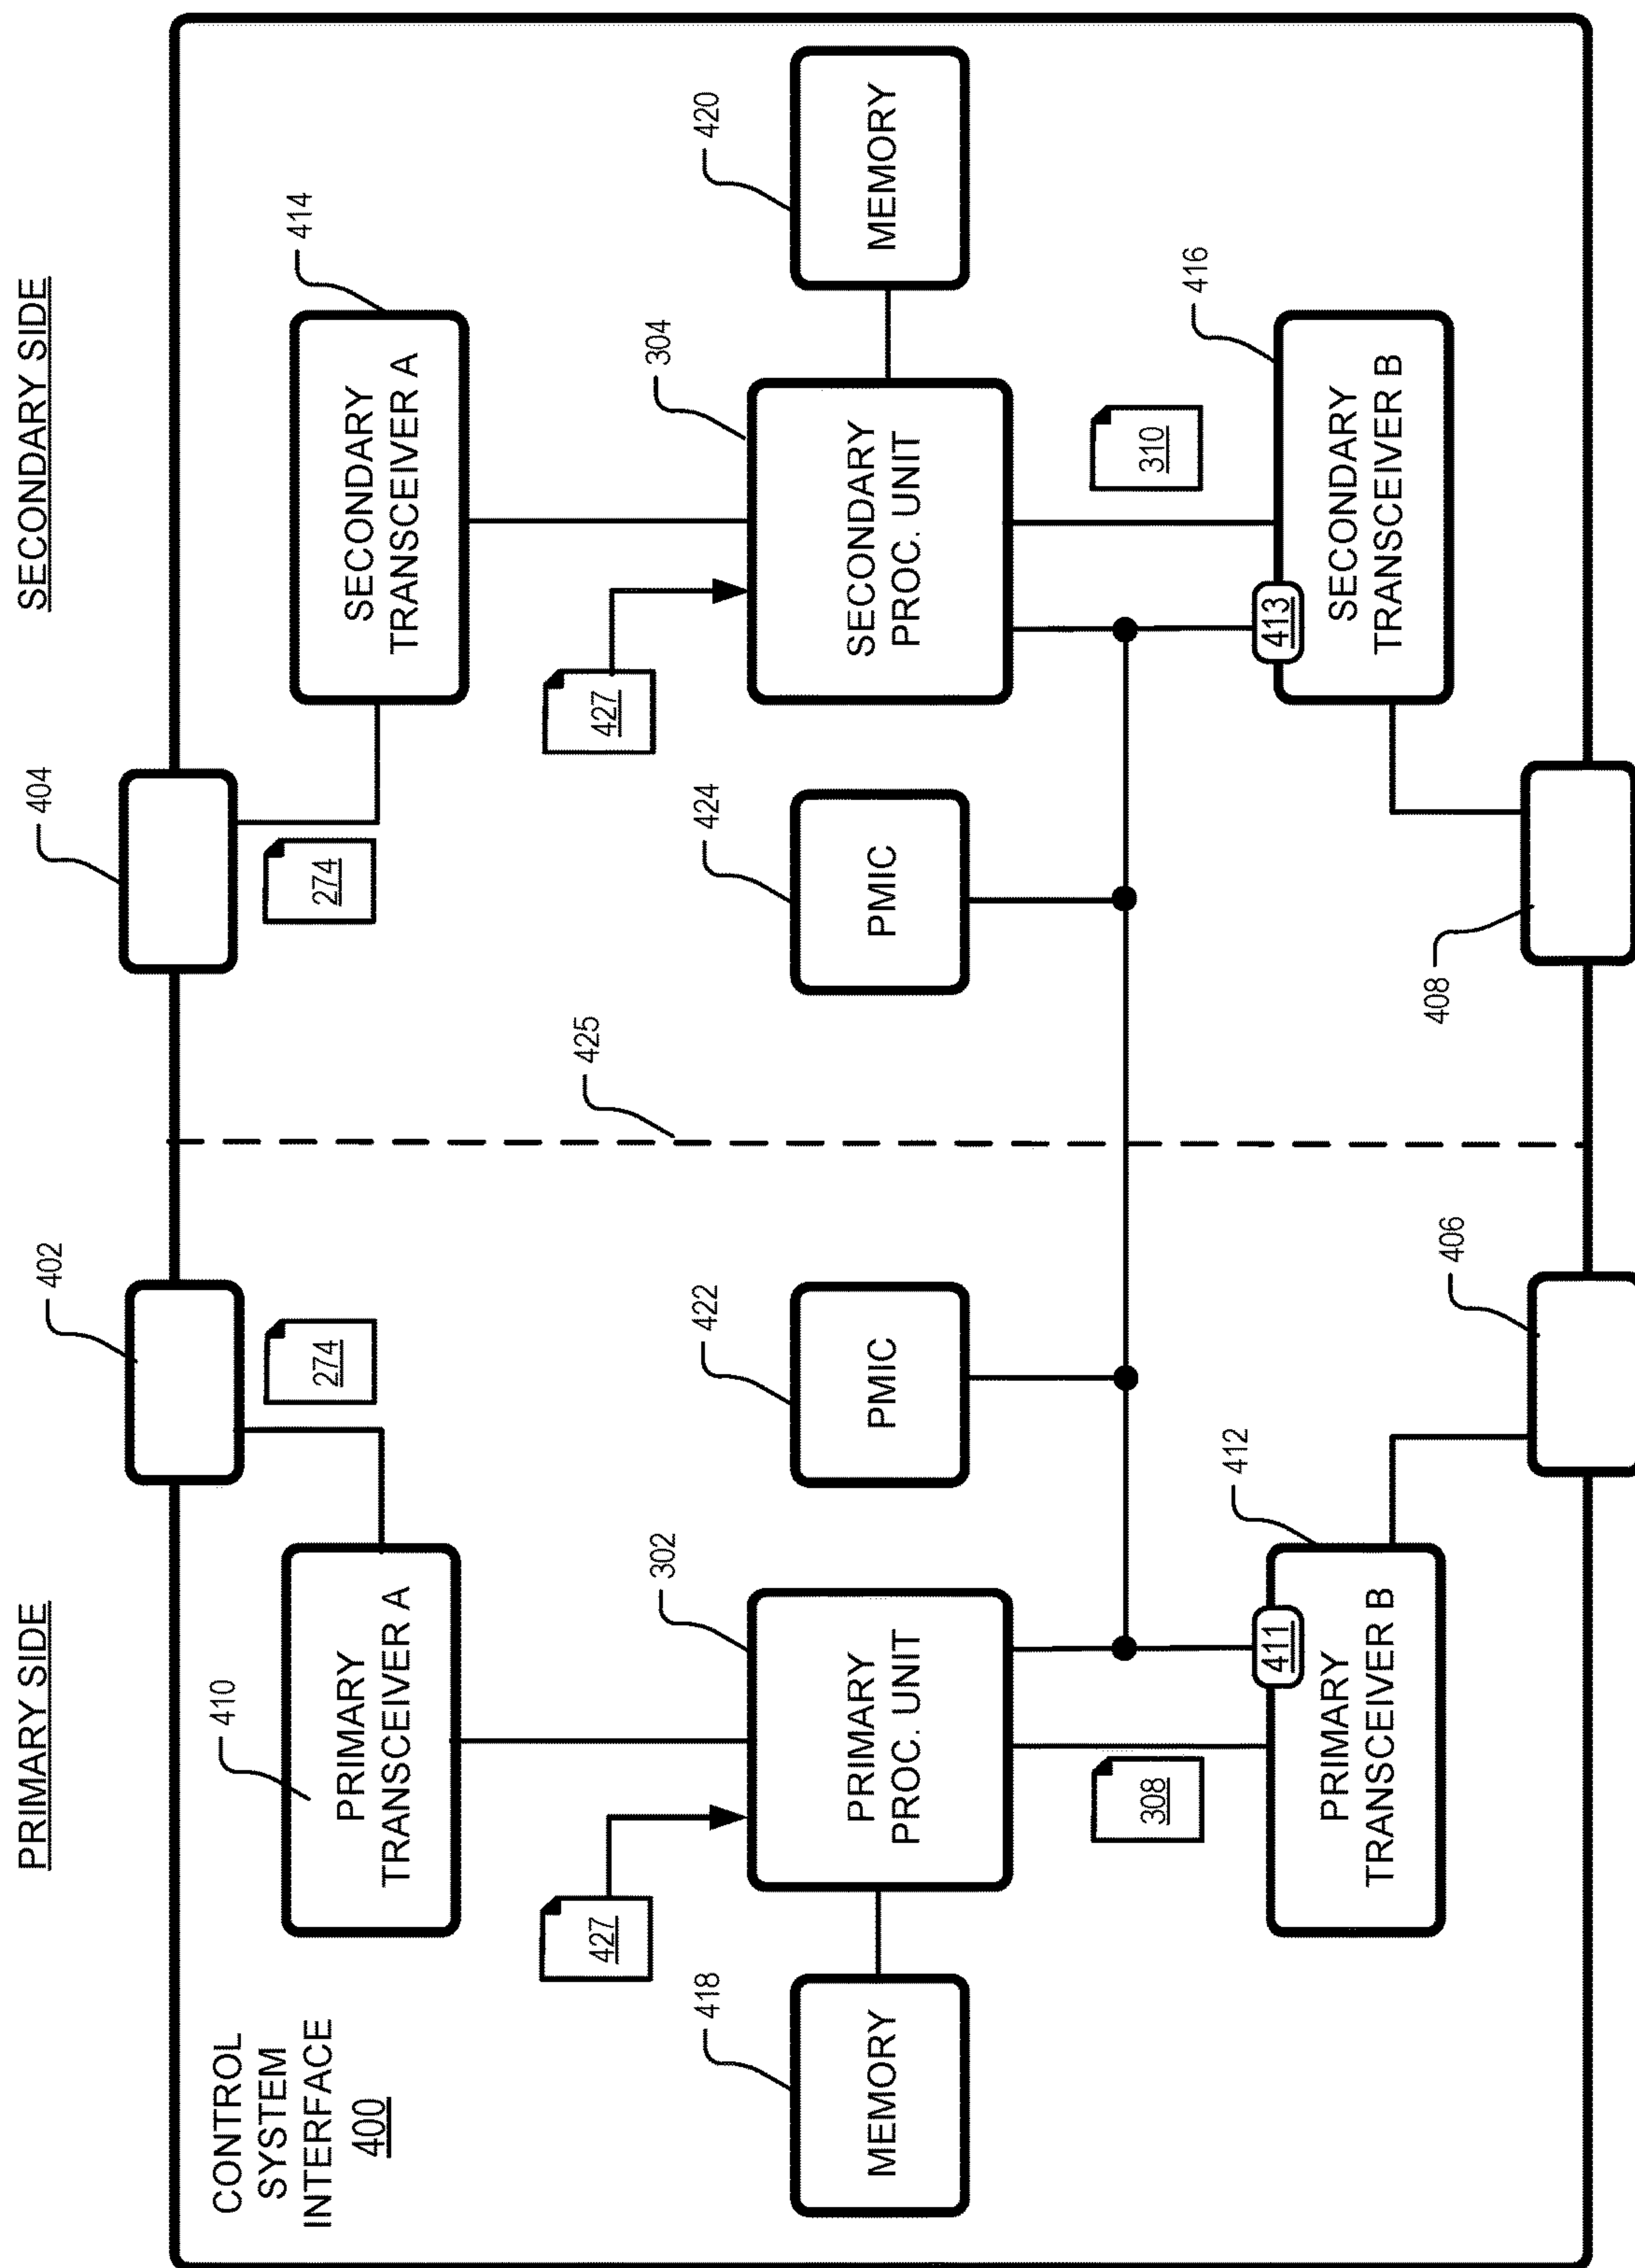 PRIMARY SIDE
SECONDARY SIDE
402
404
CONTROL
SYSTEM
INTERFACE
400
410
274
274
414
PRIMARY
TRANSCEIVER A
SECONDARY
TRANSCEIVER A
427
425
427
418
302
422
424
304
420
MEMORY
PRIMARY
PROC. UNIT
PMIC
PMIC
SECONDARY
PROC. UNIT
MEMORY
308
310
412
416
411
413
PRIMARY
TRANSCEIVER B
SECONDARY
TRANSCEIVER B
406
408